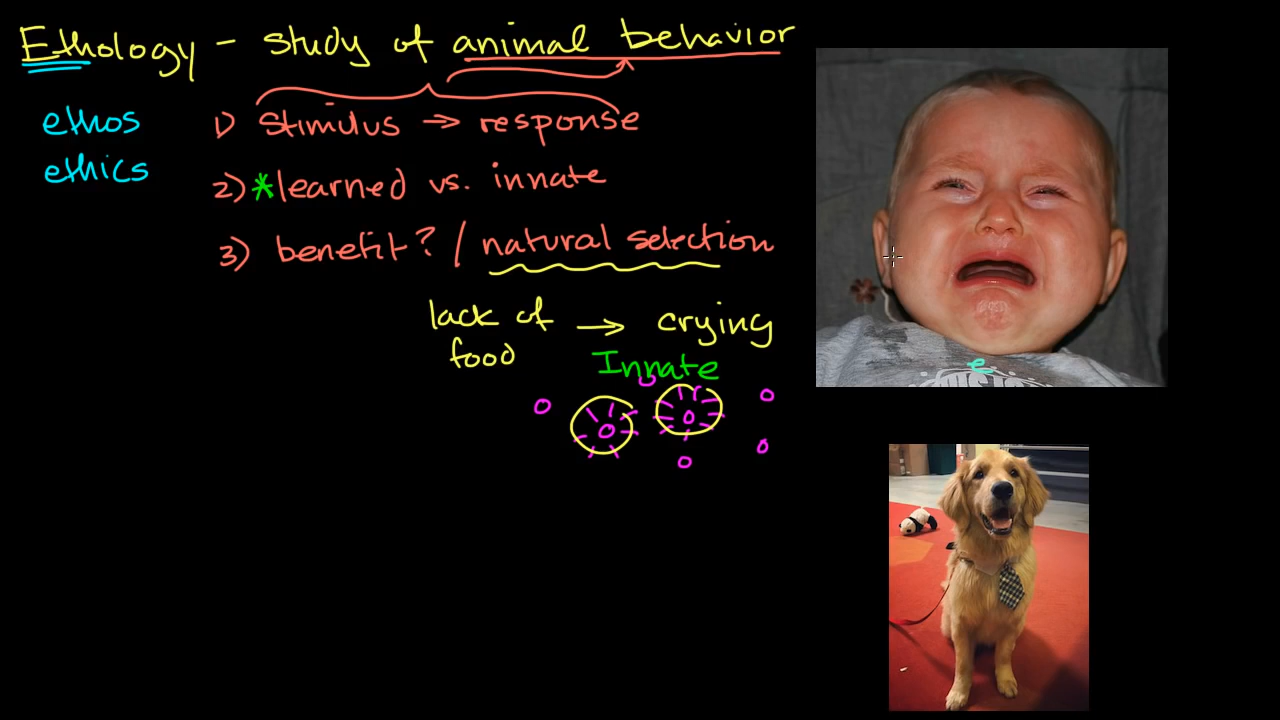 Ethology - study of animal behavior
ethos
ethics
1) stimulus → response
2) *learned vs. innate
3) benefit? / natural selection
lack of food → crying
Innate
e